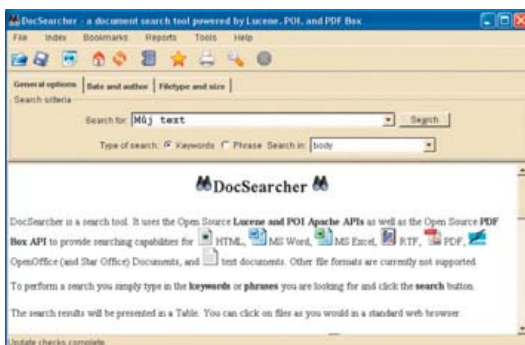 DocSearcher - a document search tool powered by Lucene, POI, and PDF Box
File Index Bookmarks Reports Tools Help
General options Date and author Filetype and size
Search criteria
Search for: Můj text Search
Type of search: Keywords Phrase Search in: body
DocSearcher
DocSearcher is a search tool. It uses the Open Source Lucene and POI Apache APIs as well as the Open Source PDF
Box API to provide searching capabilities for HTML, MS Word, MS Excel, RTF, PDF,
OpenOffice (and Star Office) Documents, and text documents. Other file formats are currently not supported.
To perform a search you simply type in the keywords or phrases you are looking for and click the search button.
The search results will be presented in a Table. You can click on files as you would in a standard web browser.
Update checks complete.